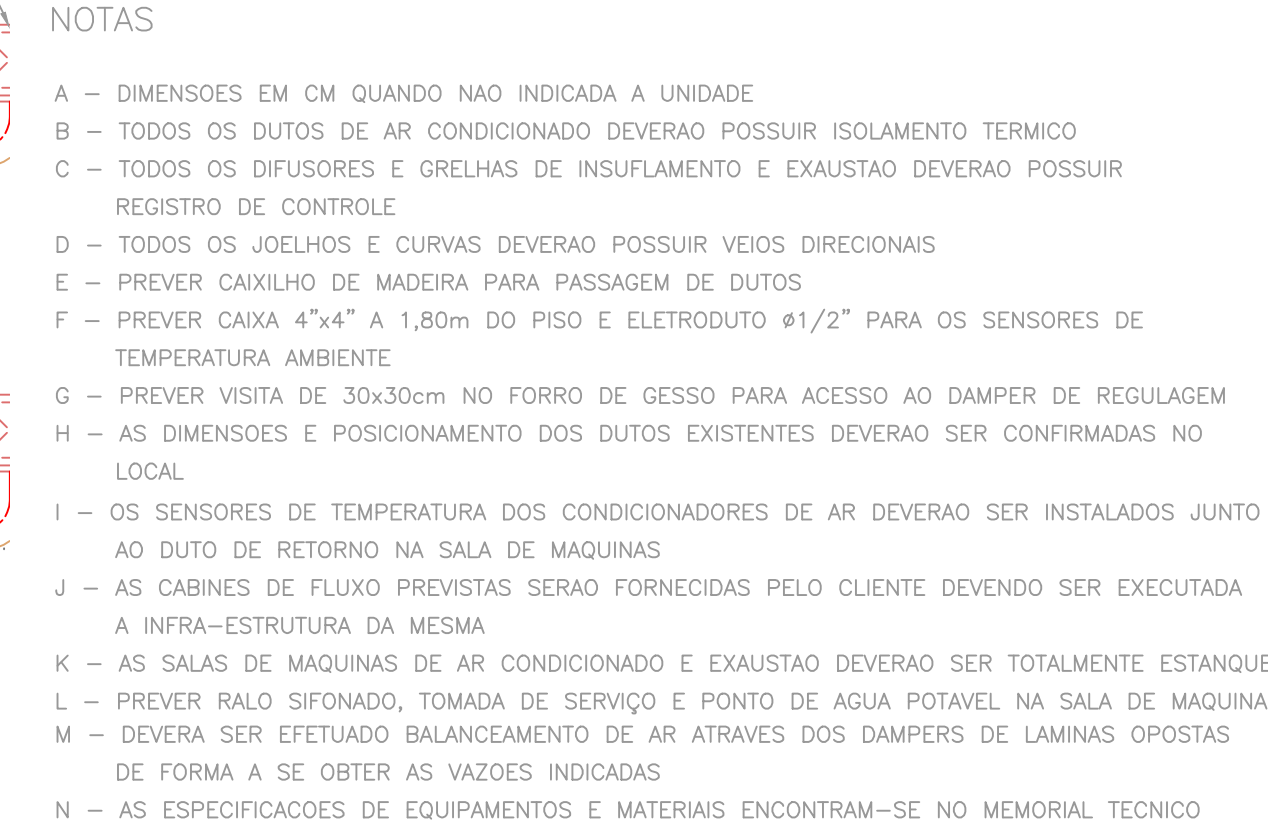 NOTAS
A – DIMENSOES EM CM QUANDO NAO INDICADA A UNIDADE
B – TODOS OS DUTOS DE AR CONDICIONADO DEVERAO POSSUIR ISOLAMENTO TERMICO
C – TODOS OS DIFUSORES E GRELHAS DE INSUFLAMENTO E EXAUSTAO DEVERAO POSSUIR
REGISTRO DE CONTROLE
D – TODOS OS JOELHOS E CURVAS DEVERAO POSSUIR VEIOS DIRECIONAIS
E – PREVER CAIXILHO DE MADEIRA PARA PASSAGEM DE DUTOS
F – PREVER CAIXA 4"x4" A 1,80m DO PISO E ELETRODUTO ø1/2" PARA OS SENSORES DE
TEMPERATURA AMBIENTE
G – PREVER VISITA DE 30x30cm NO FORRO DE GESSO PARA ACESSO AO DAMPER DE REGULAGEM
H – AS DIMENSOES E POSICIONAMENTO DOS DUTOS EXISTENTES DEVERAO SER CONFIRMADAS NO
LOCAL
I – OS SENSORES DE TEMPERATURA DOS CONDICIONADORES DE AR DEVERAO SER INSTALADOS JUNTO
AO DUTO DE RETORNO NA SALA DE MAQUINAS
J – AS CABINES DE FLUXO PREVISTAS SERAO FORNECIDAS PELO CLIENTE DEVENDO SER EXECUTADA
A INFRA–ESTRUTURA DA MESMA
K – AS SALAS DE MAQUINAS DE AR CONDICIONADO E EXAUSTAO DEVERAO SER TOTALMENTE ESTANQUE
L – PREVER RALO SIFONADO, TOMADA DE SERVIÇO E PONTO DE AGUA POTAVEL NA SALA DE MAQUINA
M – DEVERA SER EFETUADO BALANCEAMENTO DE AR ATRAVES DOS DAMPERS DE LAMINAS OPOSTAS
DE FORMA A SE OBTER AS VAZOES INDICADAS
N – AS ESPECIFICACOES DE EQUIPAMENTOS E MATERIAIS ENCONTRAM–SE NO MEMORIAL TECNICO